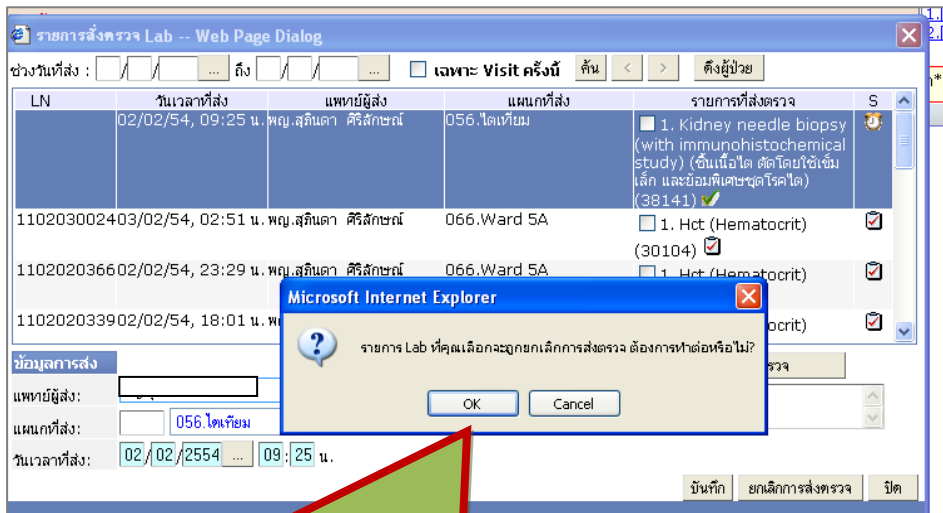 รายการสั่งตรวจ Lab -- Web Page Dialog
ช่วงวันที่ส่ง : / / ... ถึง / / ... เฉพาะ Visit ครั้งนี้ ค้น < > ดึงผู้ป่วย
LN วันเวลาที่ส่ง แพทย์ผู้ส่ง แผนกที่ส่ง รายการที่ส่งตรวจ S
02/02/54, 09:25 น. พญ.สุภินดา ศิริลักษณ์ 056.ไตเทียม 1. Kidney needle biopsy
(with immunohistochemical
study) (ชิ้นเนื้อไต ตัดโดยใช้เข็ม
เล็ก และย้อมพิเศษชุดโรคไต)
(38141)
1102030024 03/02/54, 02:51 น. พญ.สุภินดา ศิริลักษณ์ 066.Ward 5A 1. Hct (Hematocrit)
(30104)
1102020366 02/02/54, 23:29 น. พญ.สุภินดา ศิริลักษณ์ 066.Ward 5A 1. Hct (Hematocrit)
1102020339 02/02/54, 18:01 น. ocrit)
Microsoft Internet Explorer
รายการ Lab ที่คุณเลือกจะถูกยกเลิกการส่งตรวจ ต้องการทำต่อหรือไม่?
OK Cancel
ข้อมูลการส่ง
แพทย์ผู้ส่ง:
แผนกที่ส่ง: 056.ไตเทียม
วันเวลาที่ส่ง: 02/02/2554 ... 09:25 น.
บันทึก ยกเลิกการส่งตรวจ ปิด